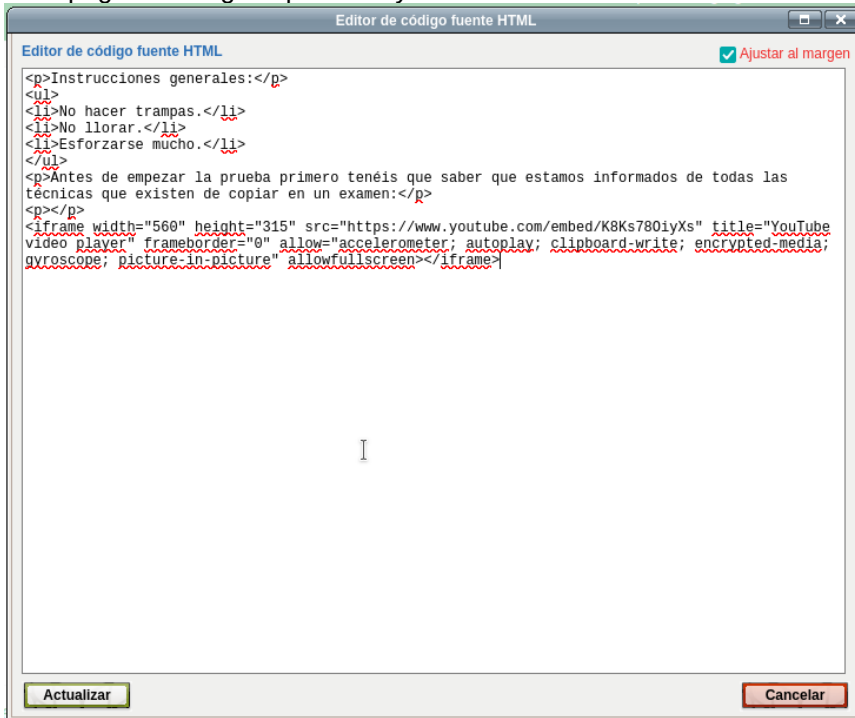 Editor de código fuente HTML
Editor de código fuente HTML
Ajustar al margen
<p>Instrucciones generales:</p>
<ul>
<li>No hacer trampas.</li>
<li>No llorar.</li>
<li>Esforzarse mucho.</li>
</ul>
<p>Antes de empezar la prueba primero tenéis que saber que estamos informados de todas las
técnicas que existen de copiar en un examen:</p>
<p></p>
<iframe width="560" height="315" src="https://www.youtube.com/embed/K8Ks78OiyXs" title="YouTube
video player" frameborder="0" allow="accelerometer; autoplay; clipboard-write; encrypted-media;
gyroscope; picture-in-picture" allowfullscreen></iframe>
Actualizar
Cancelar